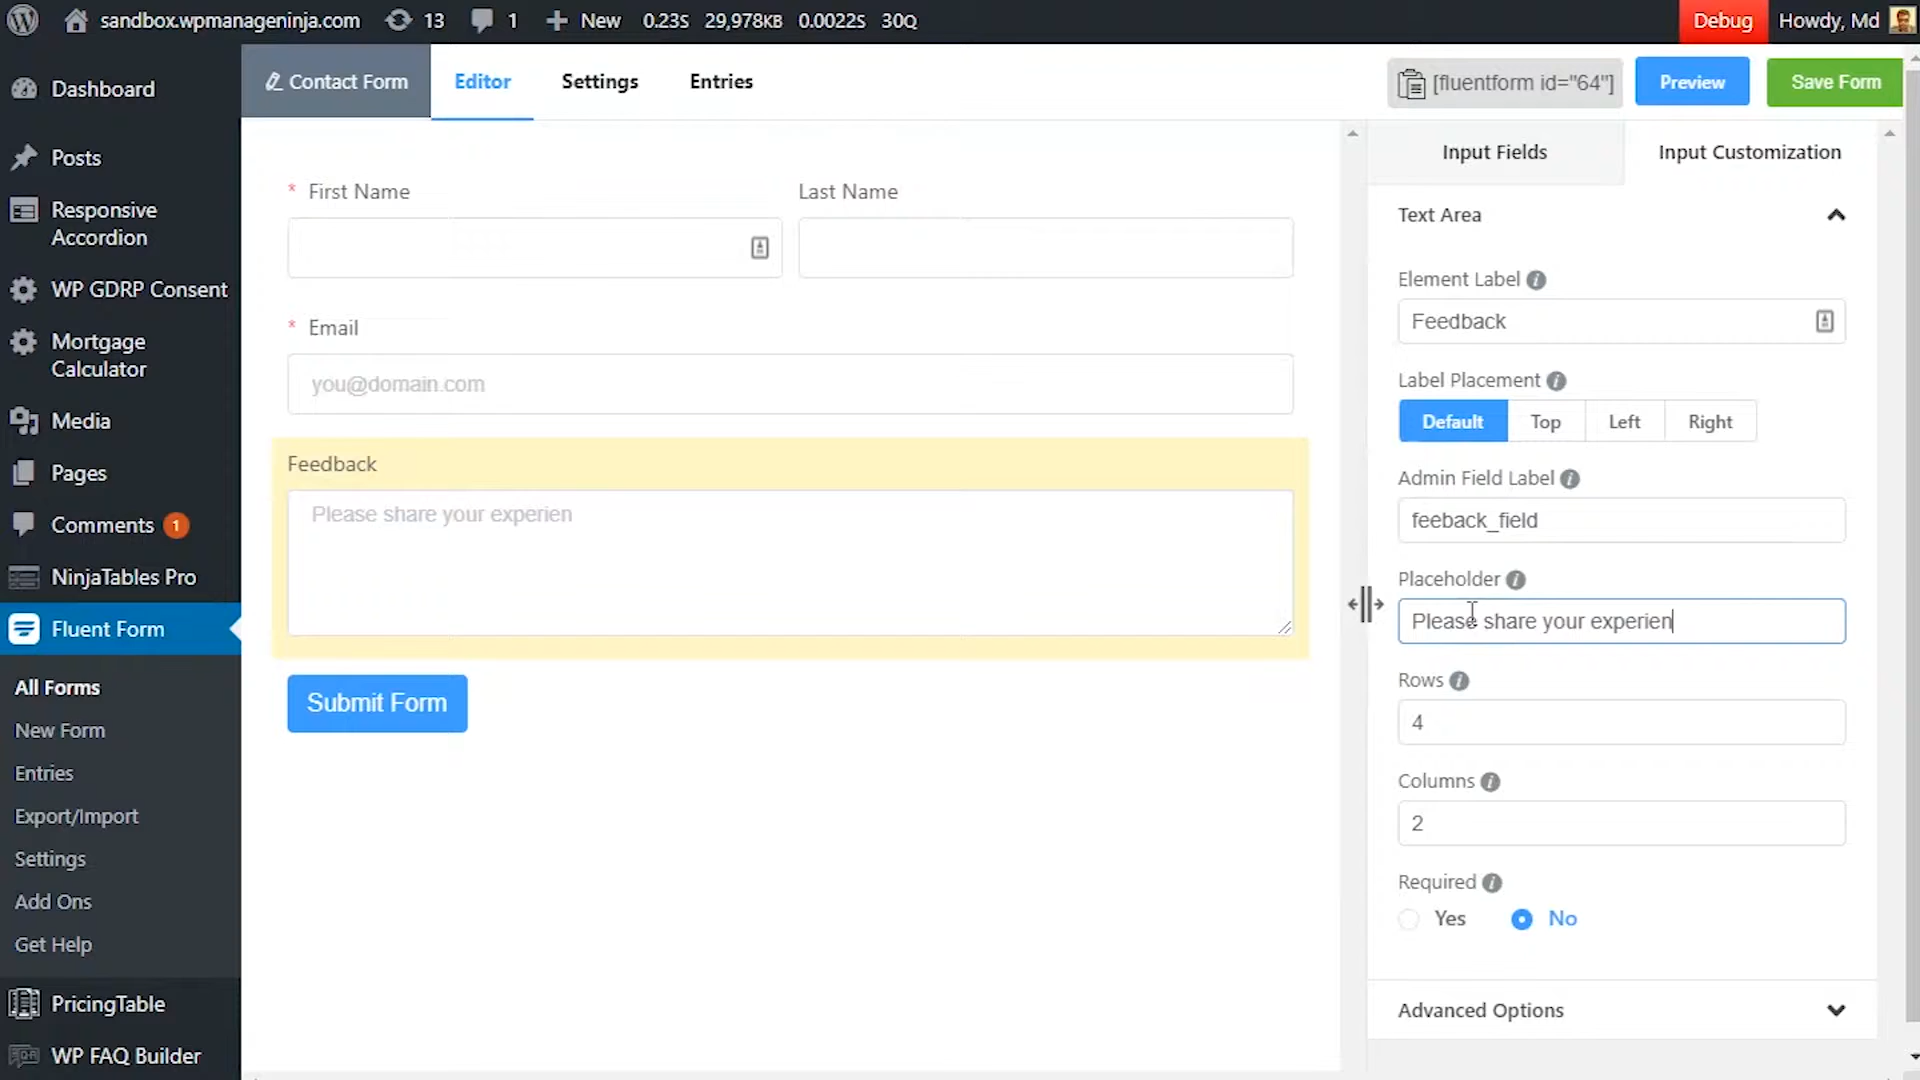 sandbox.wpmanageninja.com 13 1 New 0.23s 29,978KB 0.0022s 30Q Debug Howdy, Md
Dashboard
Posts
Responsive
Accordion
WP GDRP Consent
Mortgage
Calculator
Media
Pages
Comments 1
NinjaTables Pro
Fluent Form
All Forms
New Form
Entries
Export/Import
Settings
Add Ons
Get Help
PricingTable
WP FAQ Builder
Contact Form Editor Settings Entries [fluentform id="64"] Preview Save Form
* First Name Last Name
* Email
you@domain.com
Feedback
Please share your experien
Submit Form
Input Fields Input Customization
Text Area
Element Label
Feedback
Label Placement
Default Top Left Right
Admin Field Label
feeback_field
Placeholder
Please share your experien
Rows
4
Columns
2
Required
Yes No
Advanced Options